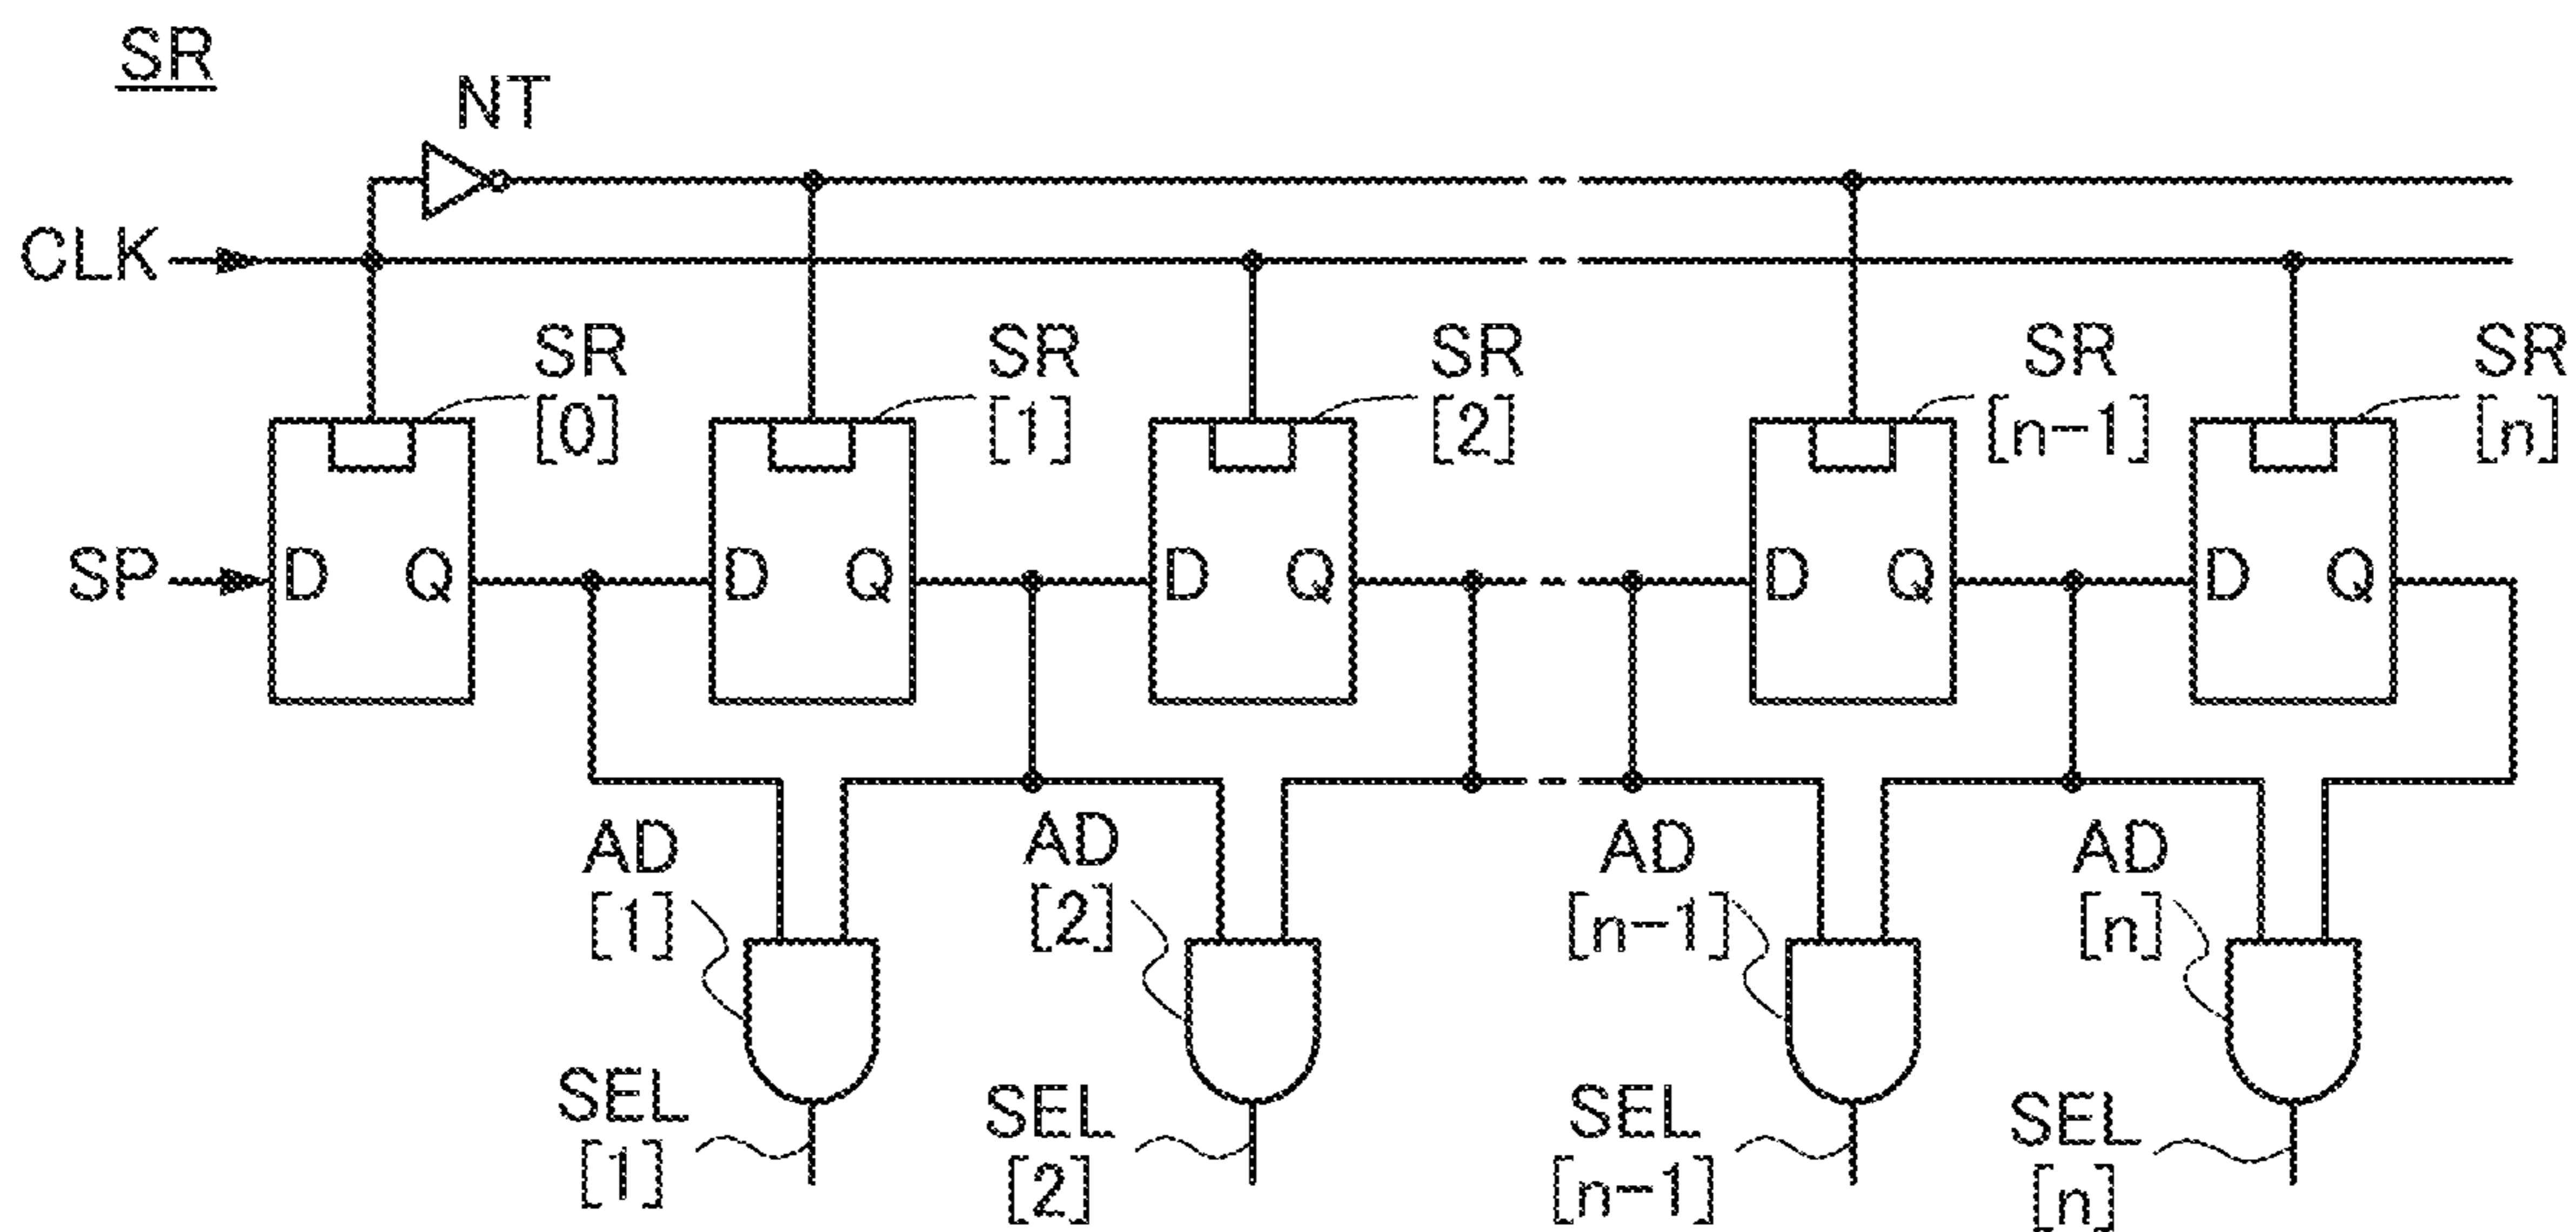 SR
NT
CLK
SR
[0]
SR
[1]
SR
[2]
SR
[n-1]
SR
[n]
SP
D Q
D Q
D Q
D Q
D Q
AD
[1]
AD
[2]
AD
[n-1]
AD
[n]
SEL
[1]
SEL
[2]
SEL
[n-1]
SEL
[n]